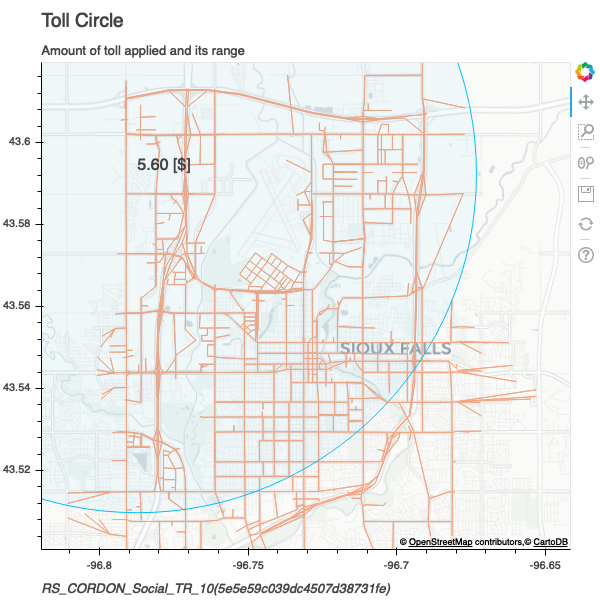 Toll Circle
Amount of toll applied and its range
43.6
5.60 [$]
43.58
43.56
SIOUX FALLS
43.54
43.52
© OpenStreetMap contributors,© CartoDB
-96.8
-96.75
-96.7
-96.65
RS_CORDON_Social_TR_10(5e5e59c039dc4507d38731fe)